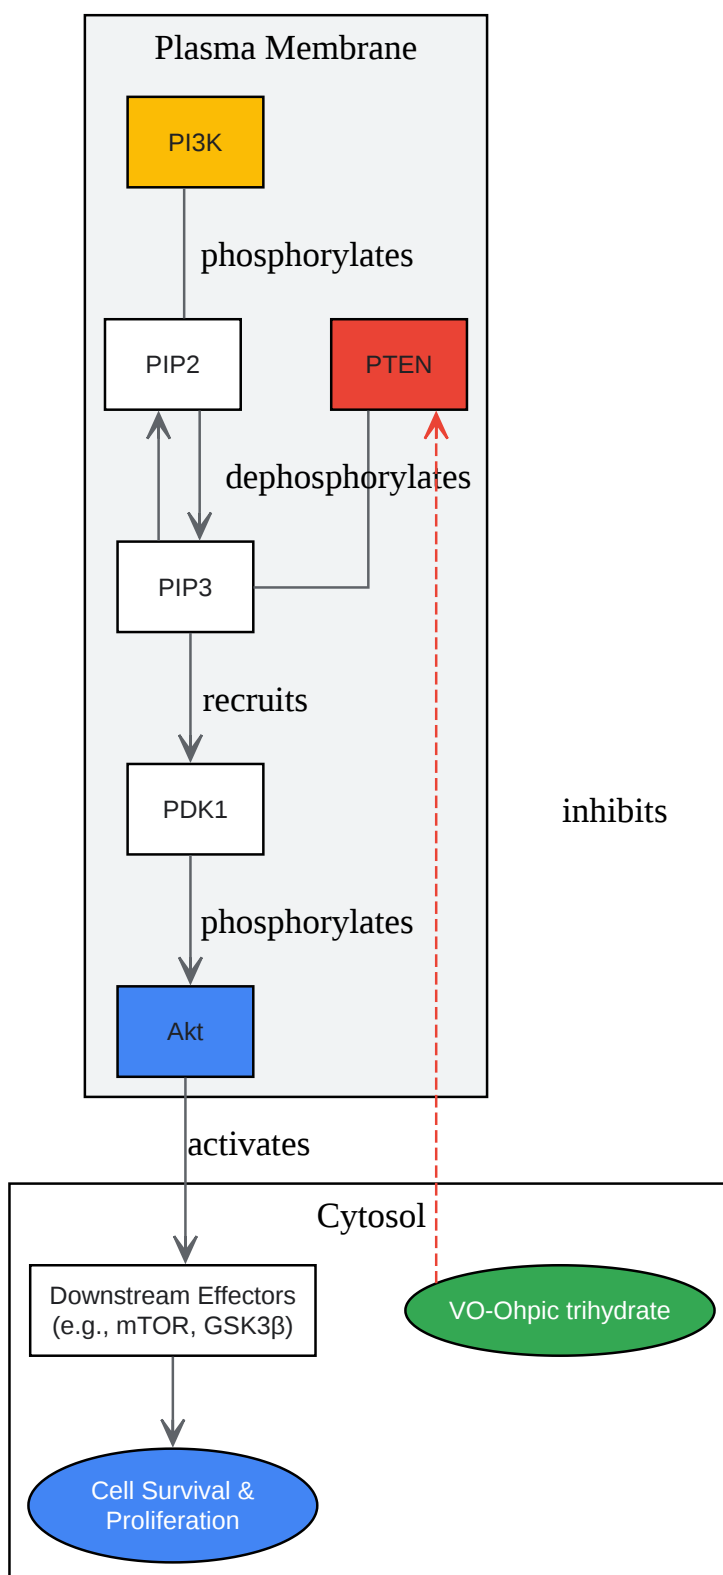 Plasma Membrane
PI3K
phosphorylates
PIP2
PTEN
dephosphorylates
PIP3
recruits
PDK1
inhibits
phosphorylates
Akt
activates
Cytosol
Downstream Effectors
(e.g., mTOR, GSK3β)
VO-Ohpic trihydrate
Cell Survival &
Proliferation